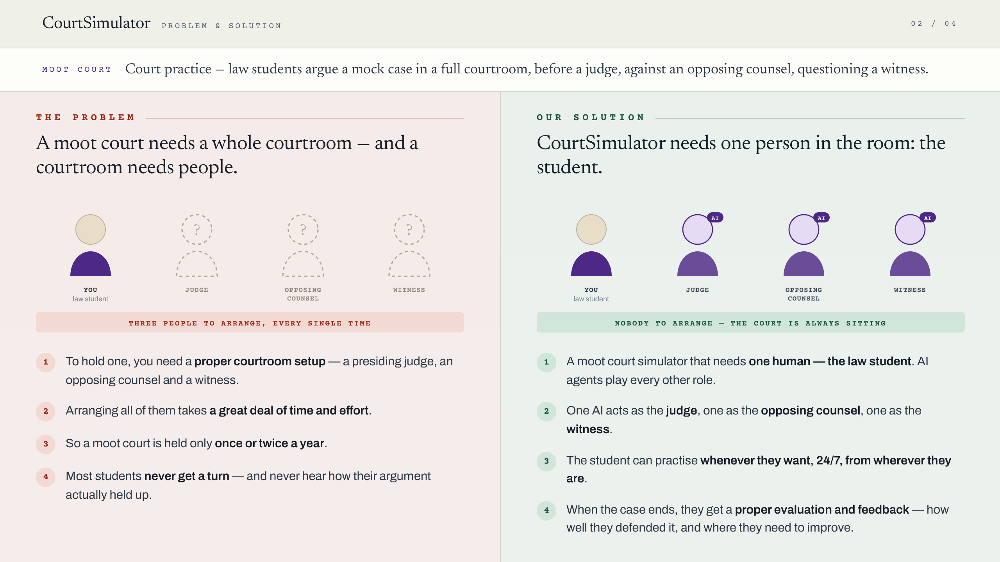 CourtSimulator PROBLEM & SOLUTION
02 / 04
MOOT COURT Court practice – law students argue a mock case in a full courtroom, before a judge, against an opposing counsel, questioning a witness.
THE PROBLEM
A moot court needs a whole courtroom – and a
courtroom needs people.
?
?
?
YOU
law student
JUDGE
OPPOSING
COUNSEL
WITNESS
THREE PEOPLE TO ARRANGE, EVERY SINGLE TIME
1 To hold one, you need a proper courtroom setup — a presiding judge, an
opposing counsel and a witness.
2 Arranging all of them takes a great deal of time and effort.
3 So a moot court is held only once or twice a year.
4 Most students never get a turn — and never hear how their argument
actually held up.
OUR SOLUTION
CourtSimulator needs one person in the room: the
student.
AI
AI
AI
YOU
law student
JUDGE
OPPOSING
COUNSEL
WITNESS
NOBODY TO ARRANGE — THE COURT IS ALWAYS SITTING
1 A moot court simulator that needs one human — the law student. AI
agents play every other role.
2 One AI acts as the judge, one as the opposing counsel, one as the
witness.
3 The student can practise whenever they want, 24/7, from wherever they
are.
4 When the case ends, they get a proper evaluation and feedback — how
well they defended it, and where they need to improve.